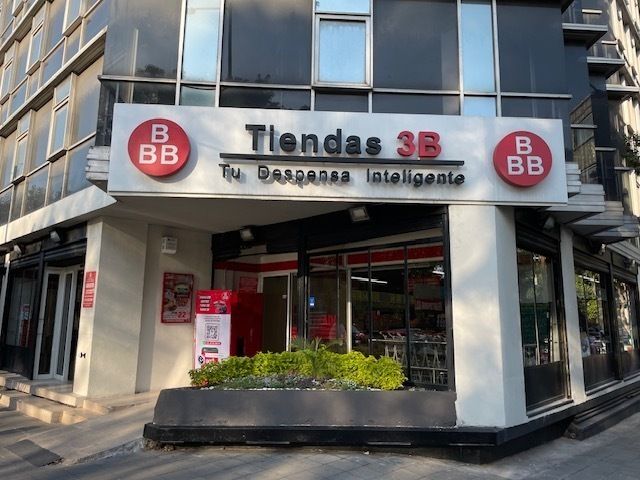 B
BB
Tiendas 3B
Tu Despensa Inteligente
B
BB